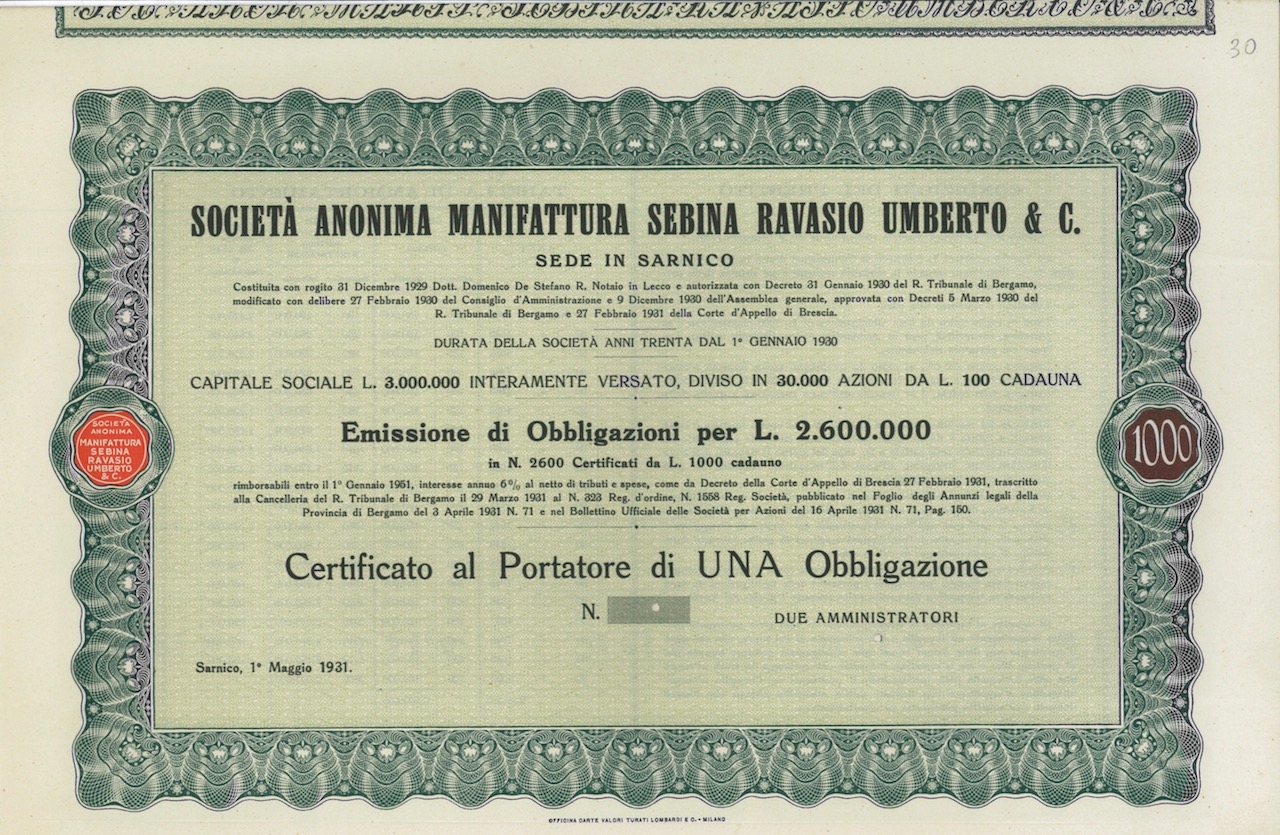 30
SOCIETÀ ANONIMA MANIFATTURA SEBINA RAVASIO UMBERTO & C.
SEDE IN SARNICO
Costituita con rogito 31 Dicembre 1929 Dott. Domenico De Stefano R. Notaio in Lecco e autorizzata con Decreto 31 Gennaio 1930 del R. Tribunale di Bergamo,
modificato con delibere 27 Febbraio 1930 del Consiglio d'Amministrazione e 9 Dicembre 1930 dell'Assemblea generale, approvata con Decreti 5 Marzo 1930 del
R. Tribunale di Bergamo e 27 Febbraio 1931 della Corte d'Appello di Brescia.
DURATA DELLA SOCIETÀ ANNI TRENTA DAL 1° GENNAIO 1930
CAPITALE SOCIALE L. 3.000.000 INTERAMENTE VERSATO, DIVISO IN 30.000 AZIONI DA L. 100 CADAUNA
Emissione di Obbligazioni per L. 2.600.000
in N. 2600 Certificati da L. 1000 cadauno
rimborsabili entro il 1° Gennaio 1951, interesse annuo 6% al netto di tributi e spese, come da Decreto della Corte d'Appello di Brescia 27 Febbraio 1931, trascritto
alla Cancelleria del R. Tribunale di Bergamo il 29 Marzo 1931 al N. 323 Reg. d'ordine, N. 1558 Reg. Società, pubblicato nel Foglio degli Annunzi legali della
Provincia di Bergamo del 3 Aprile 1931 N. 71 e nel Bollettino Ufficiale delle Società per Azioni del 16 Aprile 1931 N. 71, Pag. 150.
SOCIETÀ
ANONIMA
MANIFATTURA
SEBINA
RAVASIO
UMBERTO
& C.
1000
Certificato al Portatore di UNA Obbligazione
N.
DUE AMMINISTRATORI
Sarnico, 1° Maggio 1931.
OFFICINA CARTE VALORI TURATI LOMBARDI E C. - MILANO